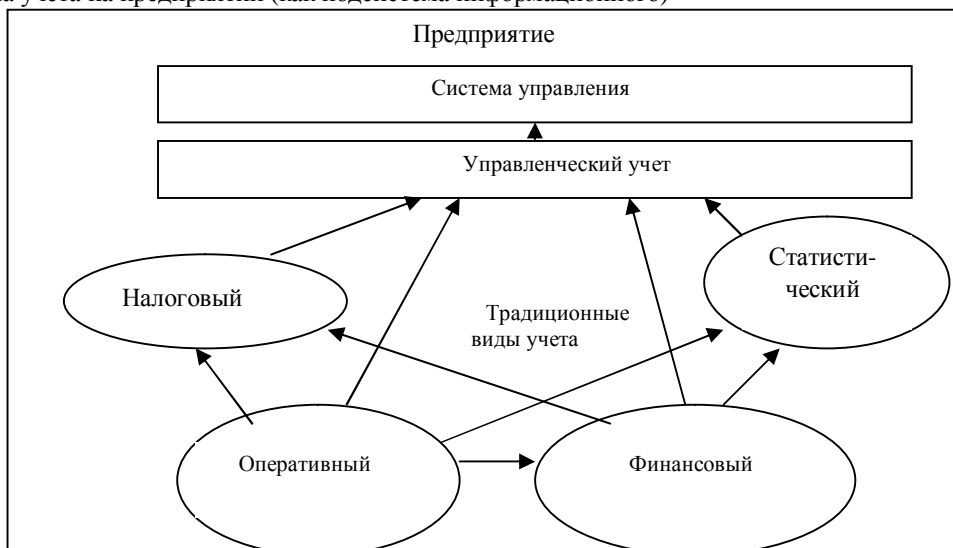 учета на предприятии (как подсистема информационного)
Предприятие
Система управления
Управленческий учет
Статисти-
ческий
Налоговый
Традиционные
виды учета
Оперативный
Финансовый